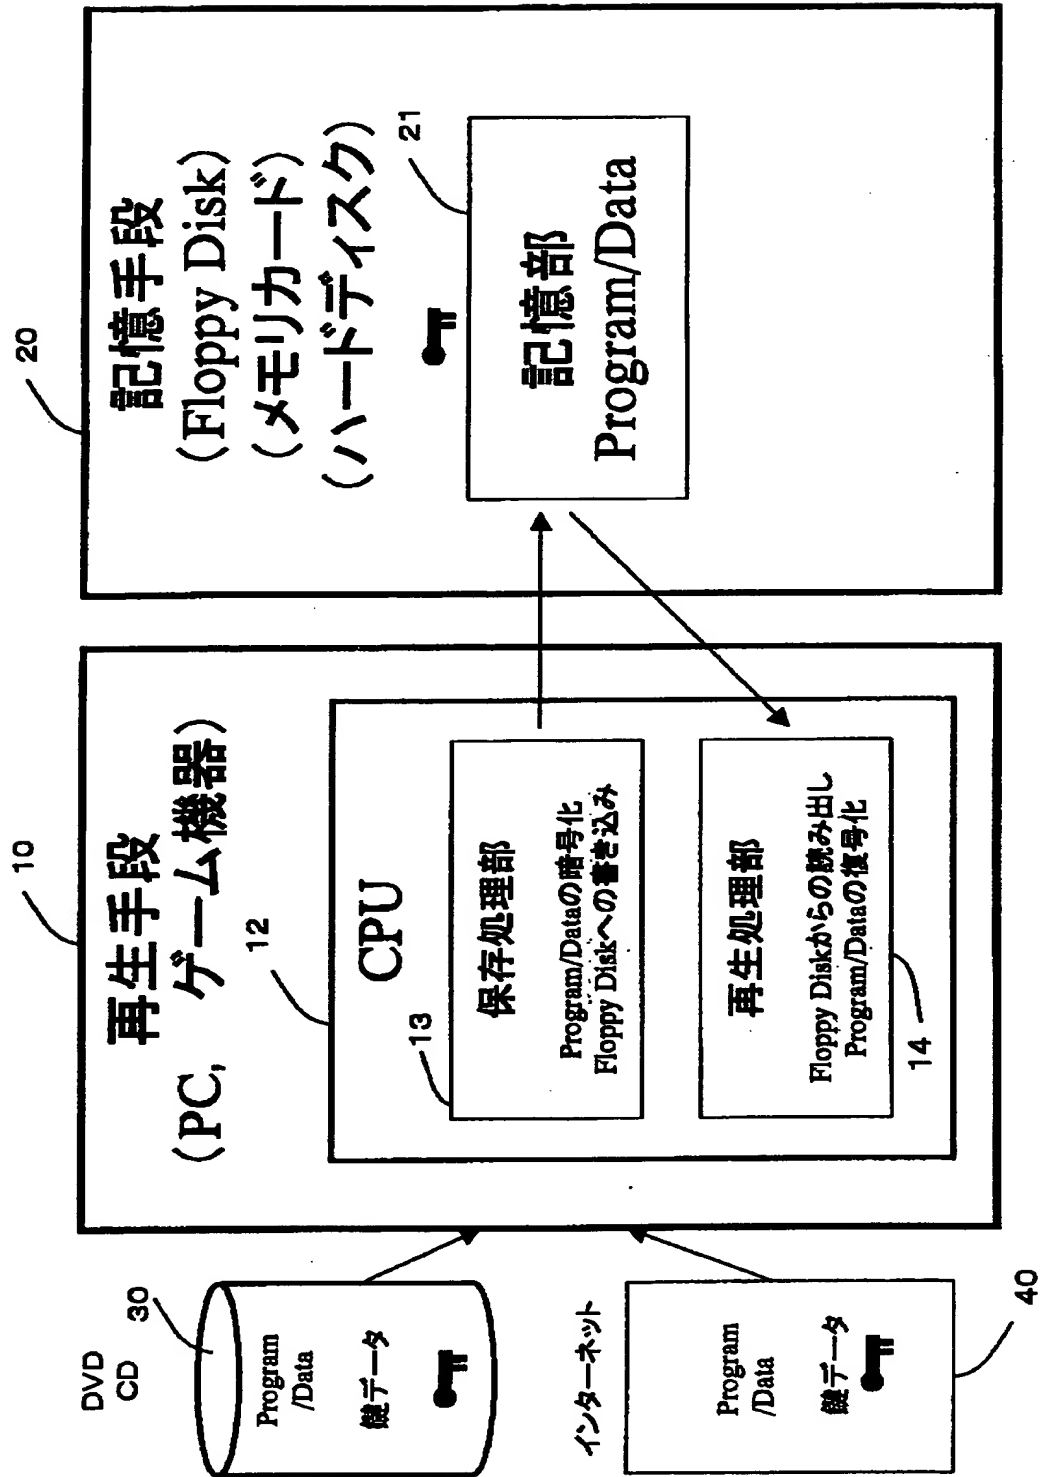 DVD
CD
30
Program
/Data
鍵データ
インターネット
Program
/Data
鍵データ
40
10
再生手段
(PC, ゲーム機器)
12
CPU
13
保存処理部
Program/Dataの暗号化
Floppy Diskへの書き込み
再生処理部
Floppy Diskからの読み出し
Program/Dataの復号化
14
20
記憶手段
(Floppy Disk)
(メモリカード)
(ハードディスク)
21
記憶部
Program/Data